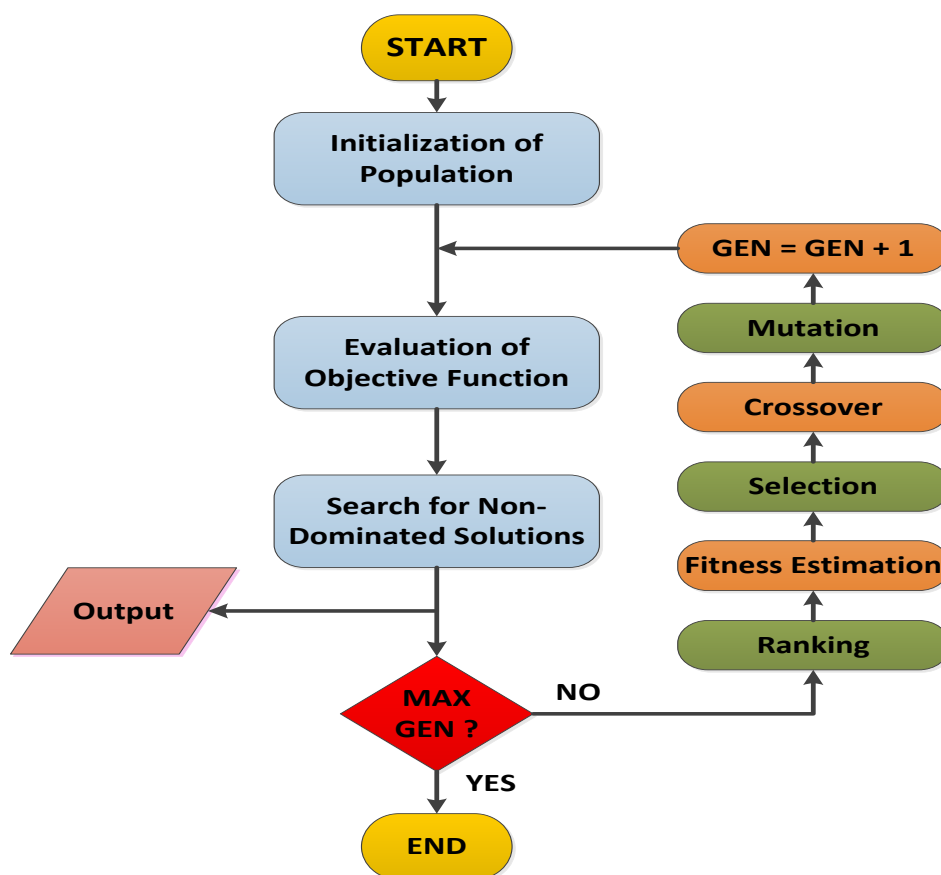 START
Initialization of
Population
GEN = GEN + 1
Mutation
Evaluation of
Objective Function
Crossover
Selection
Search for Non-
Dominated Solutions
Fitness Estimation
Output
Ranking
MAX
GEN ?
NO
YES
END